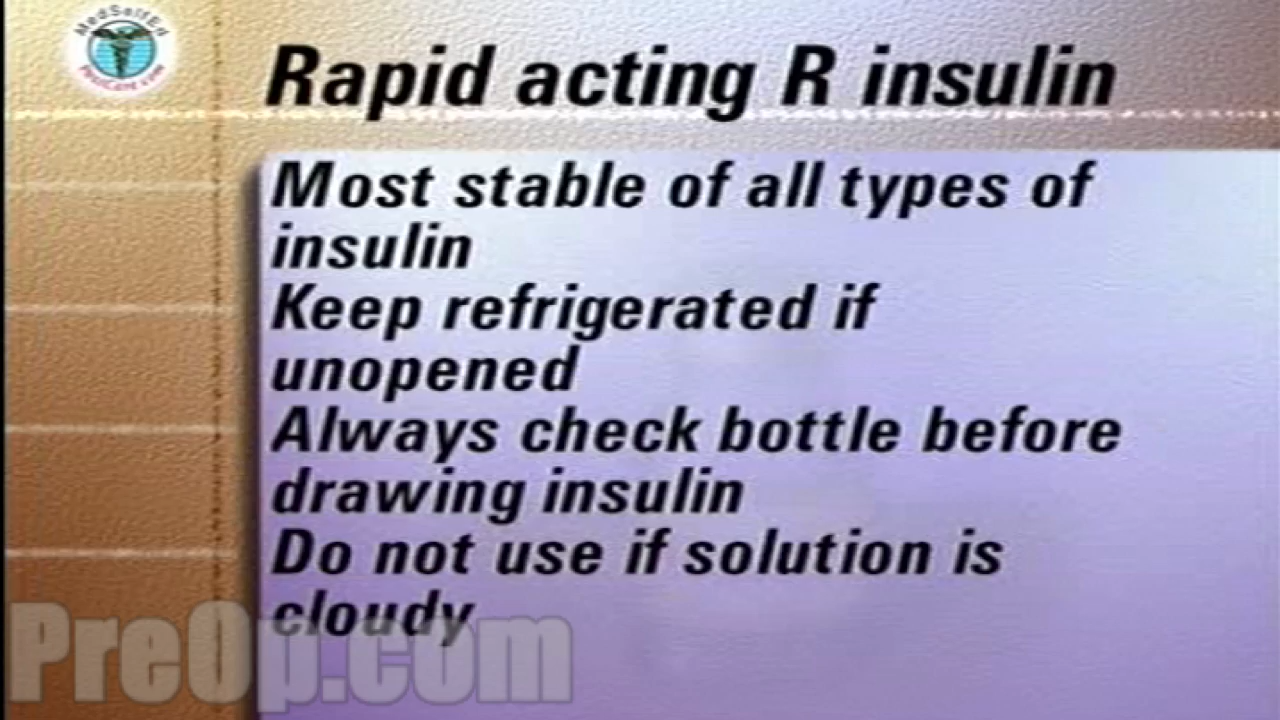 MedSelfEd
Rapid acting R insulin
Most stable of all types of
insulin
Keep refrigerated if
unopened
Always check bottle before
drawing insulin
Do not use if solution is
cloudy
PreOp.com